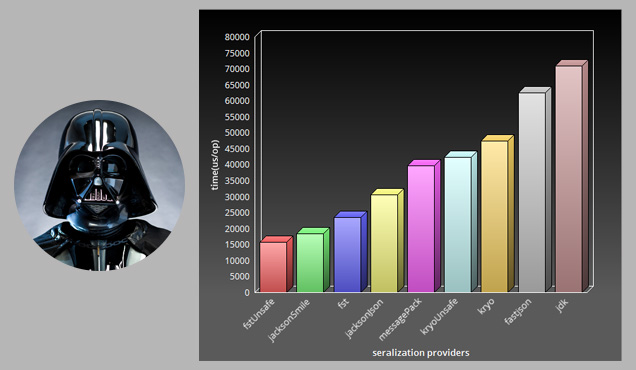 80000
75000
70000
65000
60000
55000
50000
45000
40000
35000
30000
25000
20000
15000
10000
5000
0
time(us/op)
fstUnsafe
jacksonSmile
fst
jacksonJson
messagePack
kryoUnsafe
kryo
fastjson
jdk
seralization providers